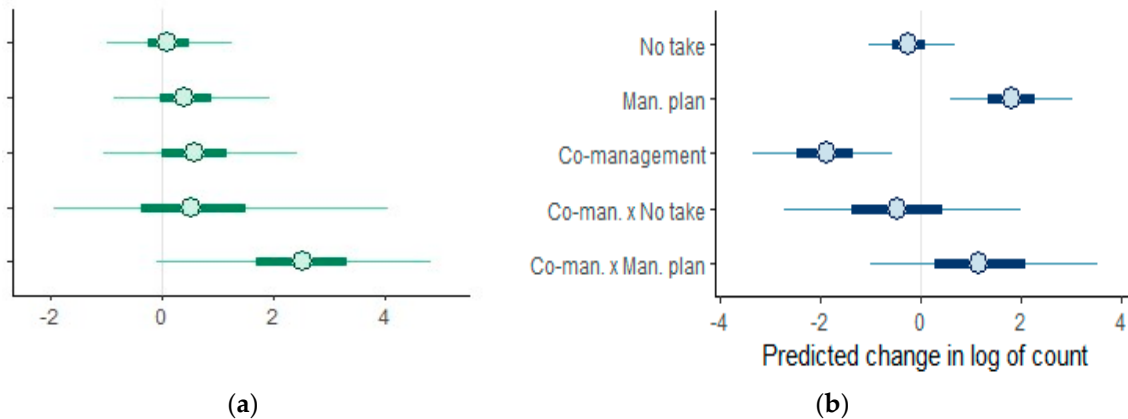 No take
Man. plan
Co-management
Co-man. x No take
Co-man. x Man. plan
-2 0 2 4
-4 -2 0 2 4
Predicted change in log of count
(a) (b)